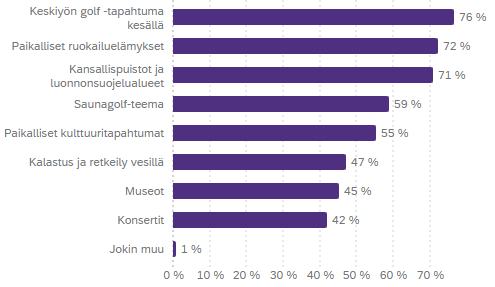 Keskiyön golf -tapahtuma
kesällä
76 %
Paikalliset ruokailuelämykset
72 %
Kansallispuistot ja
luonnonsuojelualueet
71 %
Saunagolf-teema
59 %
Paikalliset kulttuuritapahtumat
55 %
Kalastus ja retkeily vesillä
47 %
Museot
45 %
Konsertit
42 %
Jokin muu
1 %
0 % 10 % 20 % 30 % 40 % 50 % 60 % 70 %